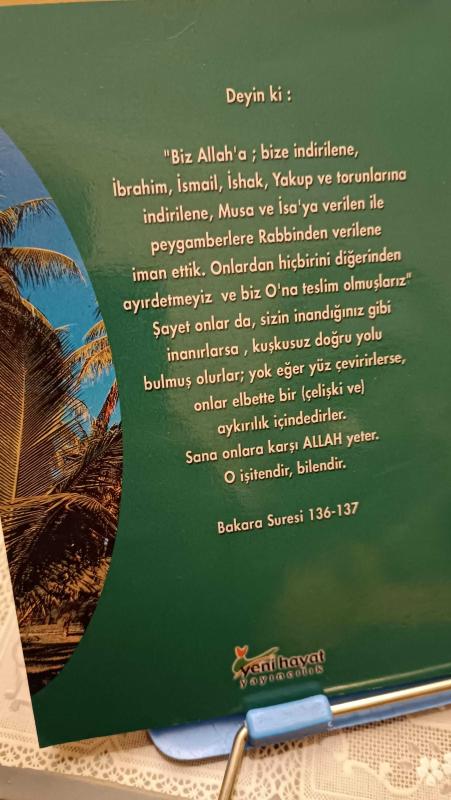 Deyin ki :
"Biz Allah'a ; bize indirilene,
İbrahim, İsmail, İshak, Yakup ve torunlarına
indirilene, Musa ve İsa'ya verilen ile
peygamberlere Rabbinden verilene
iman ettik. Onlardan hiçbirini diğerinden
ayırdetmeyiz ve biz O'na teslim olmuşlarız"
Şayet onlar da, sizin inandığınız gibi
inanırlarsa , kuşkusuz doğru yolu
bulmuş olurlar; yok eğer yüz çevirirlerse,
onlar elbette bir (çelişki ve)
aykırılık içindedirler.
Sana onlara karşı ALLAH yeter.
O işitendir, bilendir.
Bakara Suresi 136-137
yeni hayat
yayıncılık